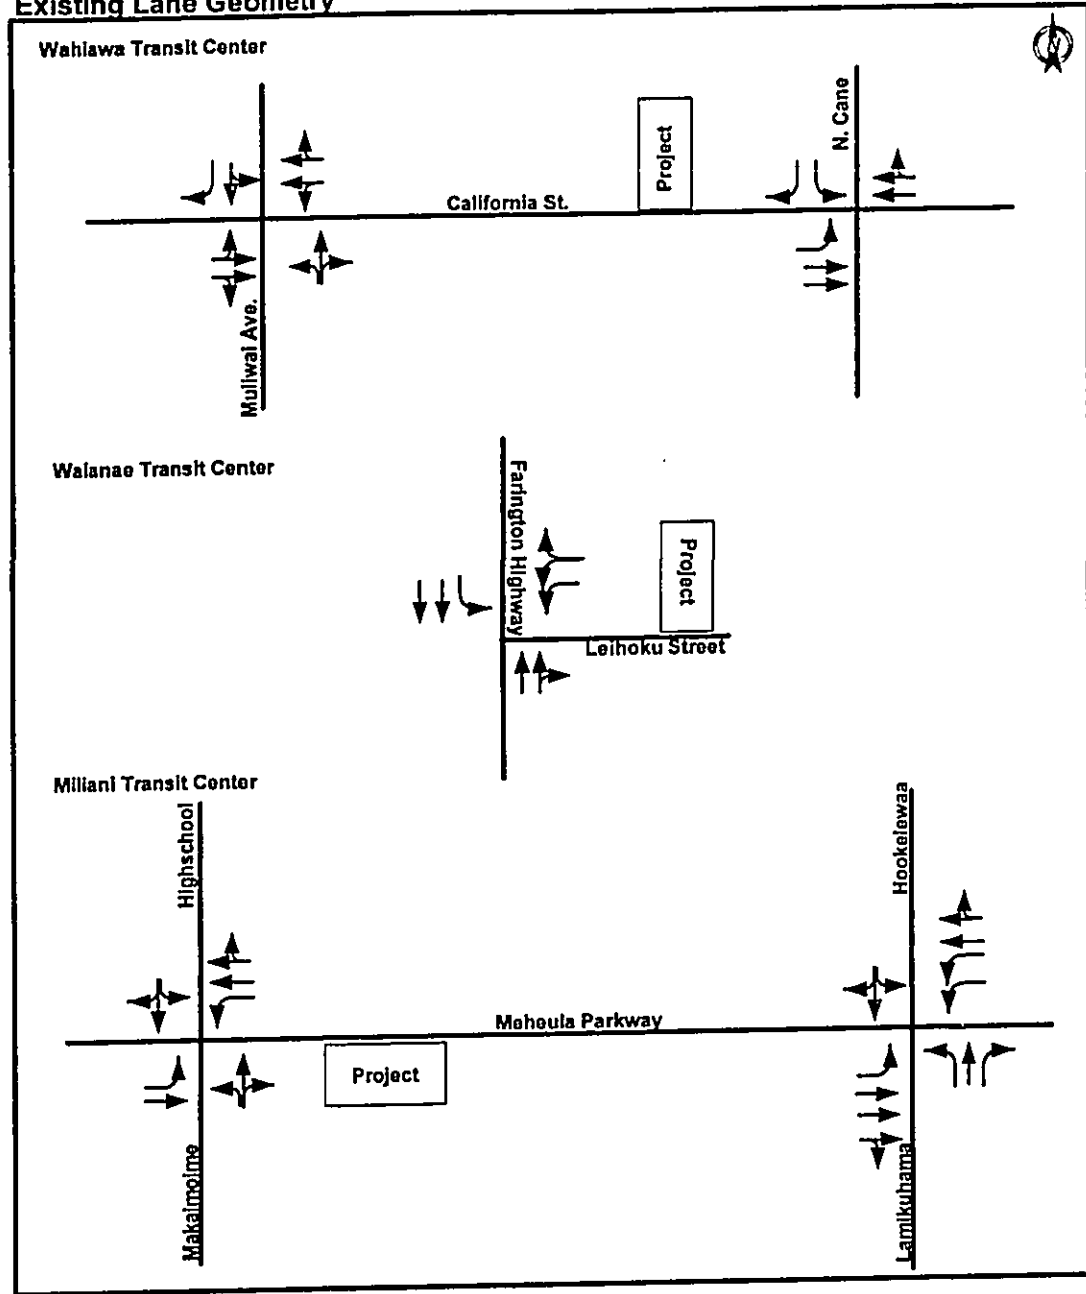 Existing Lane Geometry
Wahiawa Transit Center
N
Project
N. Cane
California St.
Muliwai Ave.
Waianae Transit Center
Farington Highway
Project
Leihoku Street
Miliani Transit Center
Highschool
Hookelewaa
Meheula Parkway
Project
Makaimoimo
Lamikuhama